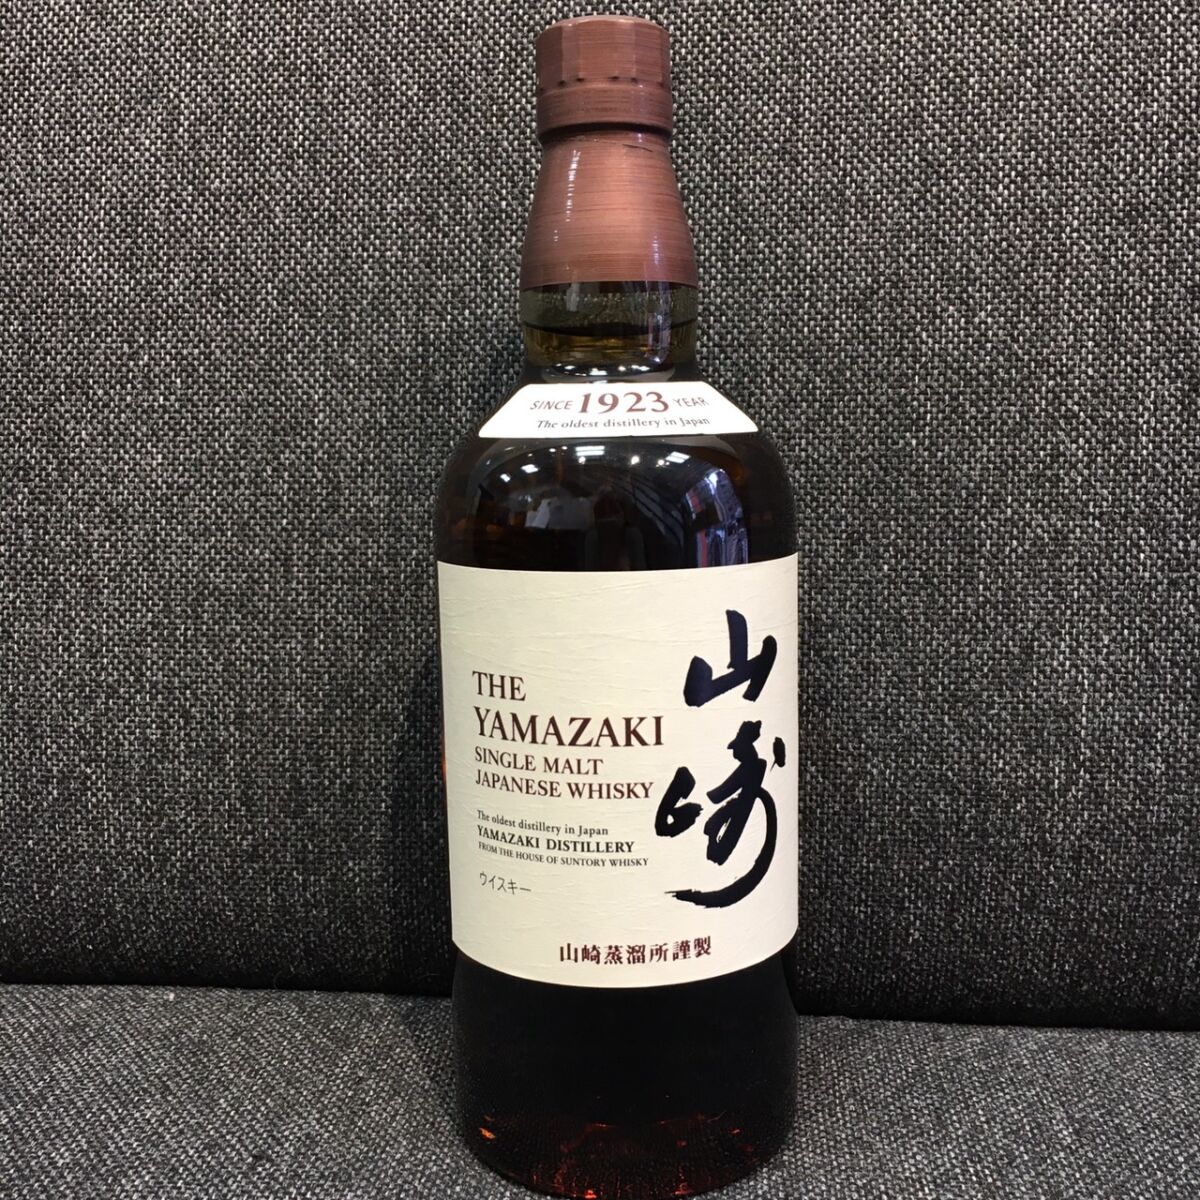 SINCE 1923 YEAR
The oldest distillery in Japan
THE
YAMAZAKI
SINGLE MALT
JAPANESE WHISKY
The oldest distillery in Japan
YAMAZAKI DISTILLERY
FROM THE HOUSE OF SUNTORY WHISKY
ウイスキー
山崎
山崎蒸溜所謹製